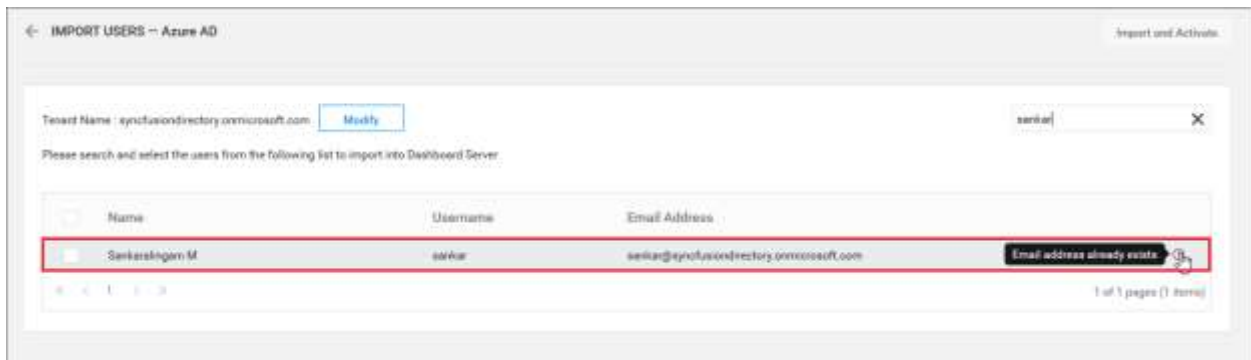 IMPORT USERS — Azure AD
Import and Activate
Tenant Name : syncfusiondirectory.onmicrosoft.com
Modify
sankar
Please search and select the users from the following list to import into Dashboard Server
Name Username Email Address
Sankaralingam M sankar sankar@syncfusiondirectory.onmicrosoft.com Email address already exists
1
1 of 1 pages (1 items)